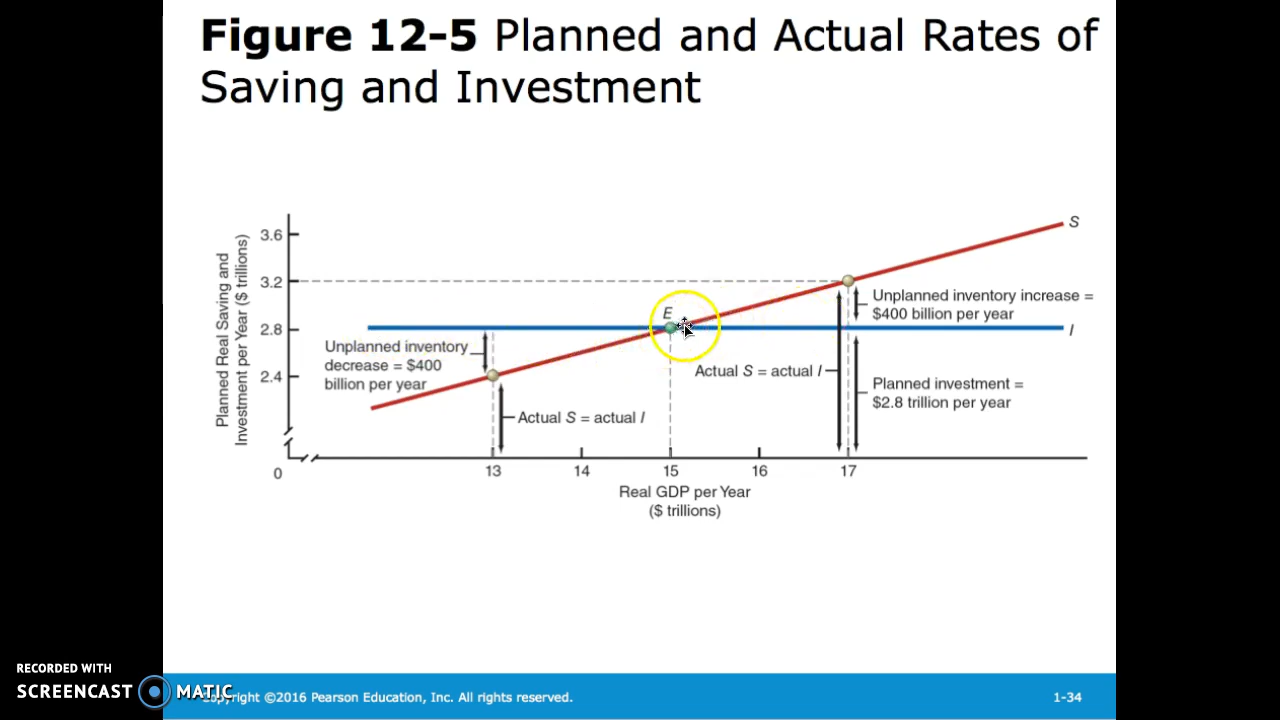 Figure 12-5 Planned and Actual Rates of
Saving and Investment
Planned Real Saving and
Investment per Year ($ trillions)
3.6
3.2
2.8
2.4
0
S
E
I
Unplanned inventory increase =
$400 billion per year
Unplanned inventory
decrease = $400
billion per year
Actual S = actual I
Planned investment =
$2.8 trillion per year
Actual S = actual I
13
14
15
16
17
Real GDP per Year
($ trillions)
RECORDED WITH
SCREENCAST MATIC
Copyright ©2016 Pearson Education, Inc. All rights reserved.
1-34